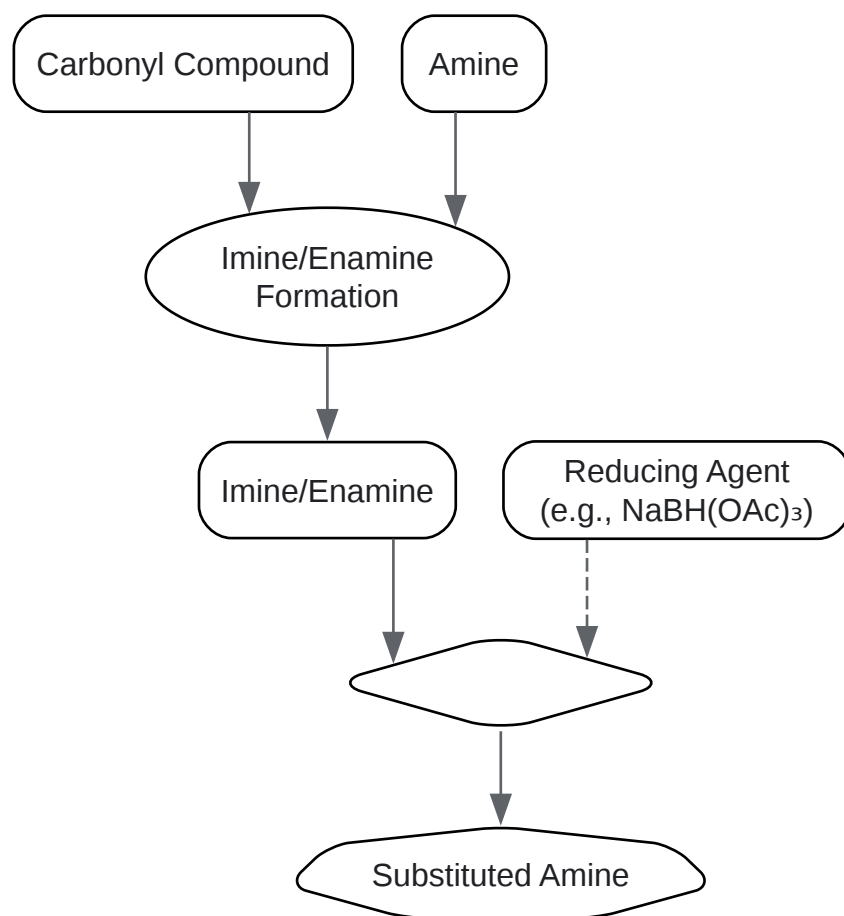 Carbonyl Compound
Amine
Imine/Enamine
Formation
Imine/Enamine
Reducing Agent
(e.g., NaBH(OAc)₃)
Substituted Amine